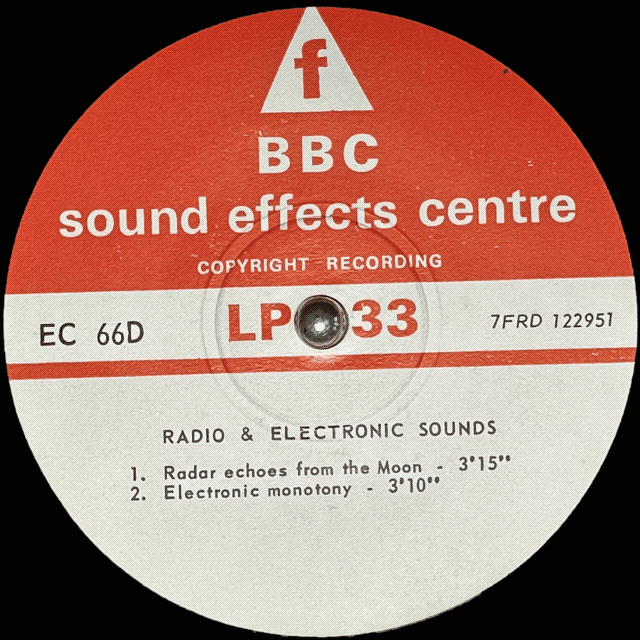 f
BBC
sound effects centre
COPYRIGHT RECORDING
EC 66D LP 33 7FRD 122951
RADIO & ELECTRONIC SOUNDS
1. Radar echoes from the Moon - 3'15"
2. Electronic monotony - 3'10"